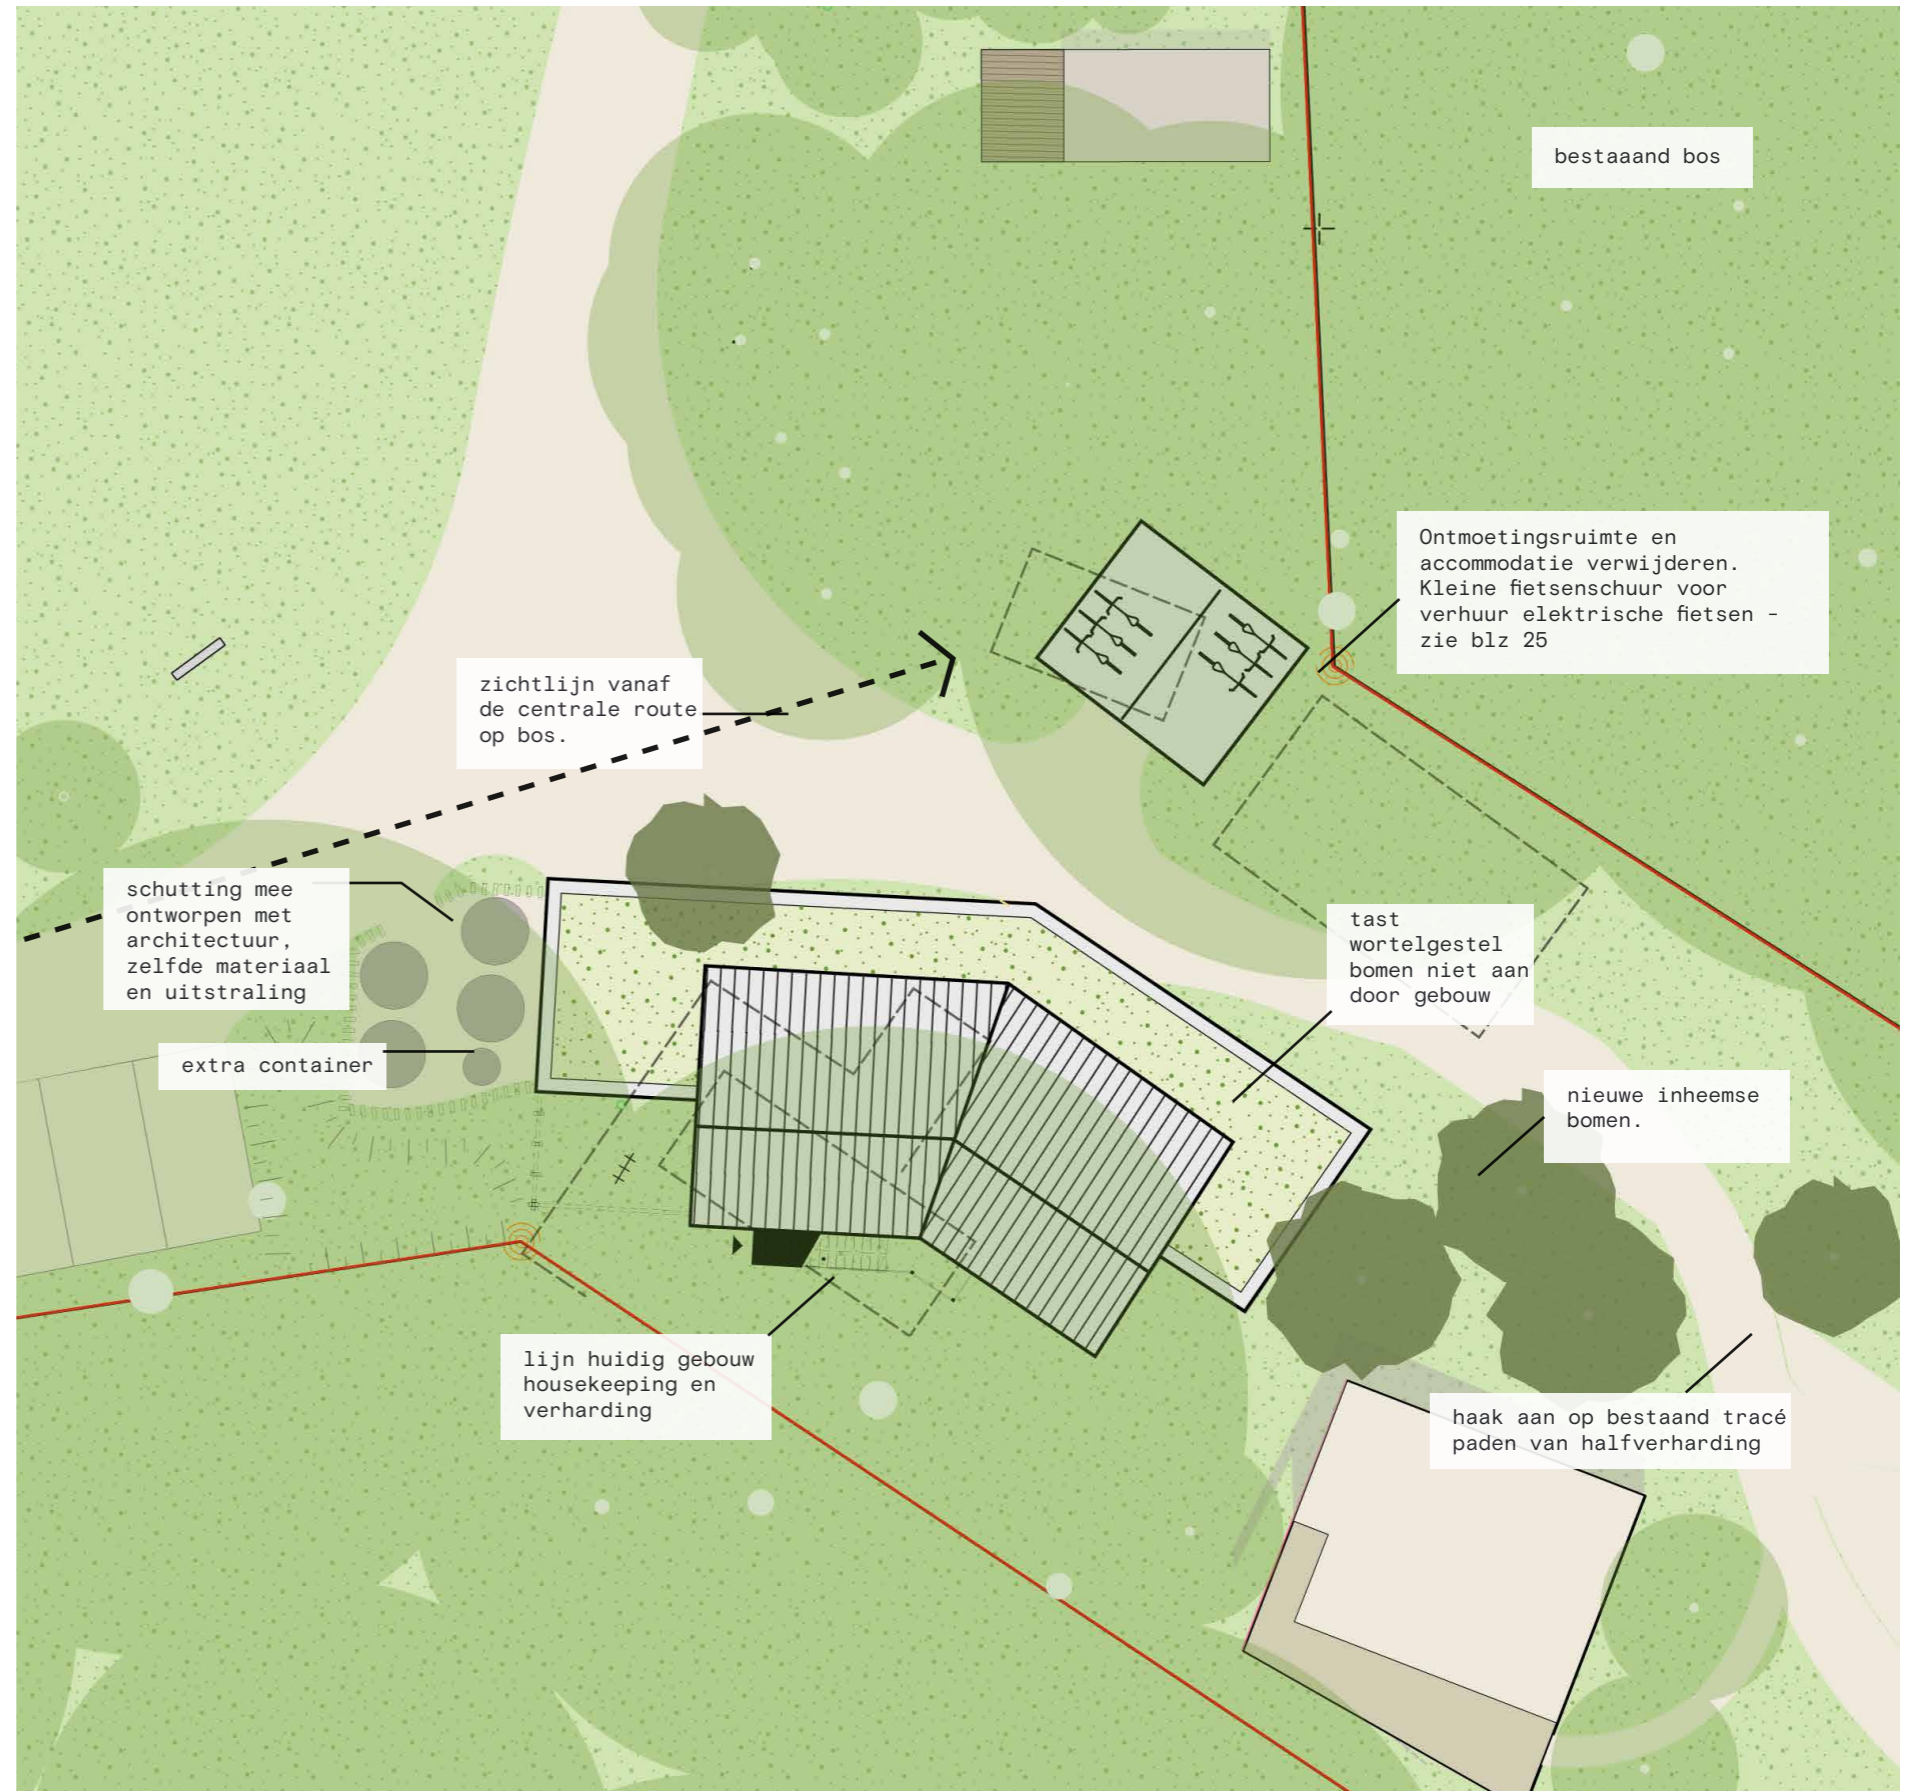 bestaaand bos
Ontmoetingsruimte en
accommodatie verwijderen.
Kleine fietsenschuur voor
verhuur elektrische fietsen -
zie blz 25
zichtlijn vanaf
de centrale route
op bos.
schutting mee
ontworpen met
architectuur,
zelfde materiaal
en uitstraling
tast
wortelgestel
bomen niet aan
door gebouw
extra container
nieuwe inheemse
bomen.
lijn huidig gebouw
housekeeping en
verharding
haak aan op bestaand tracé
paden van halfverharding